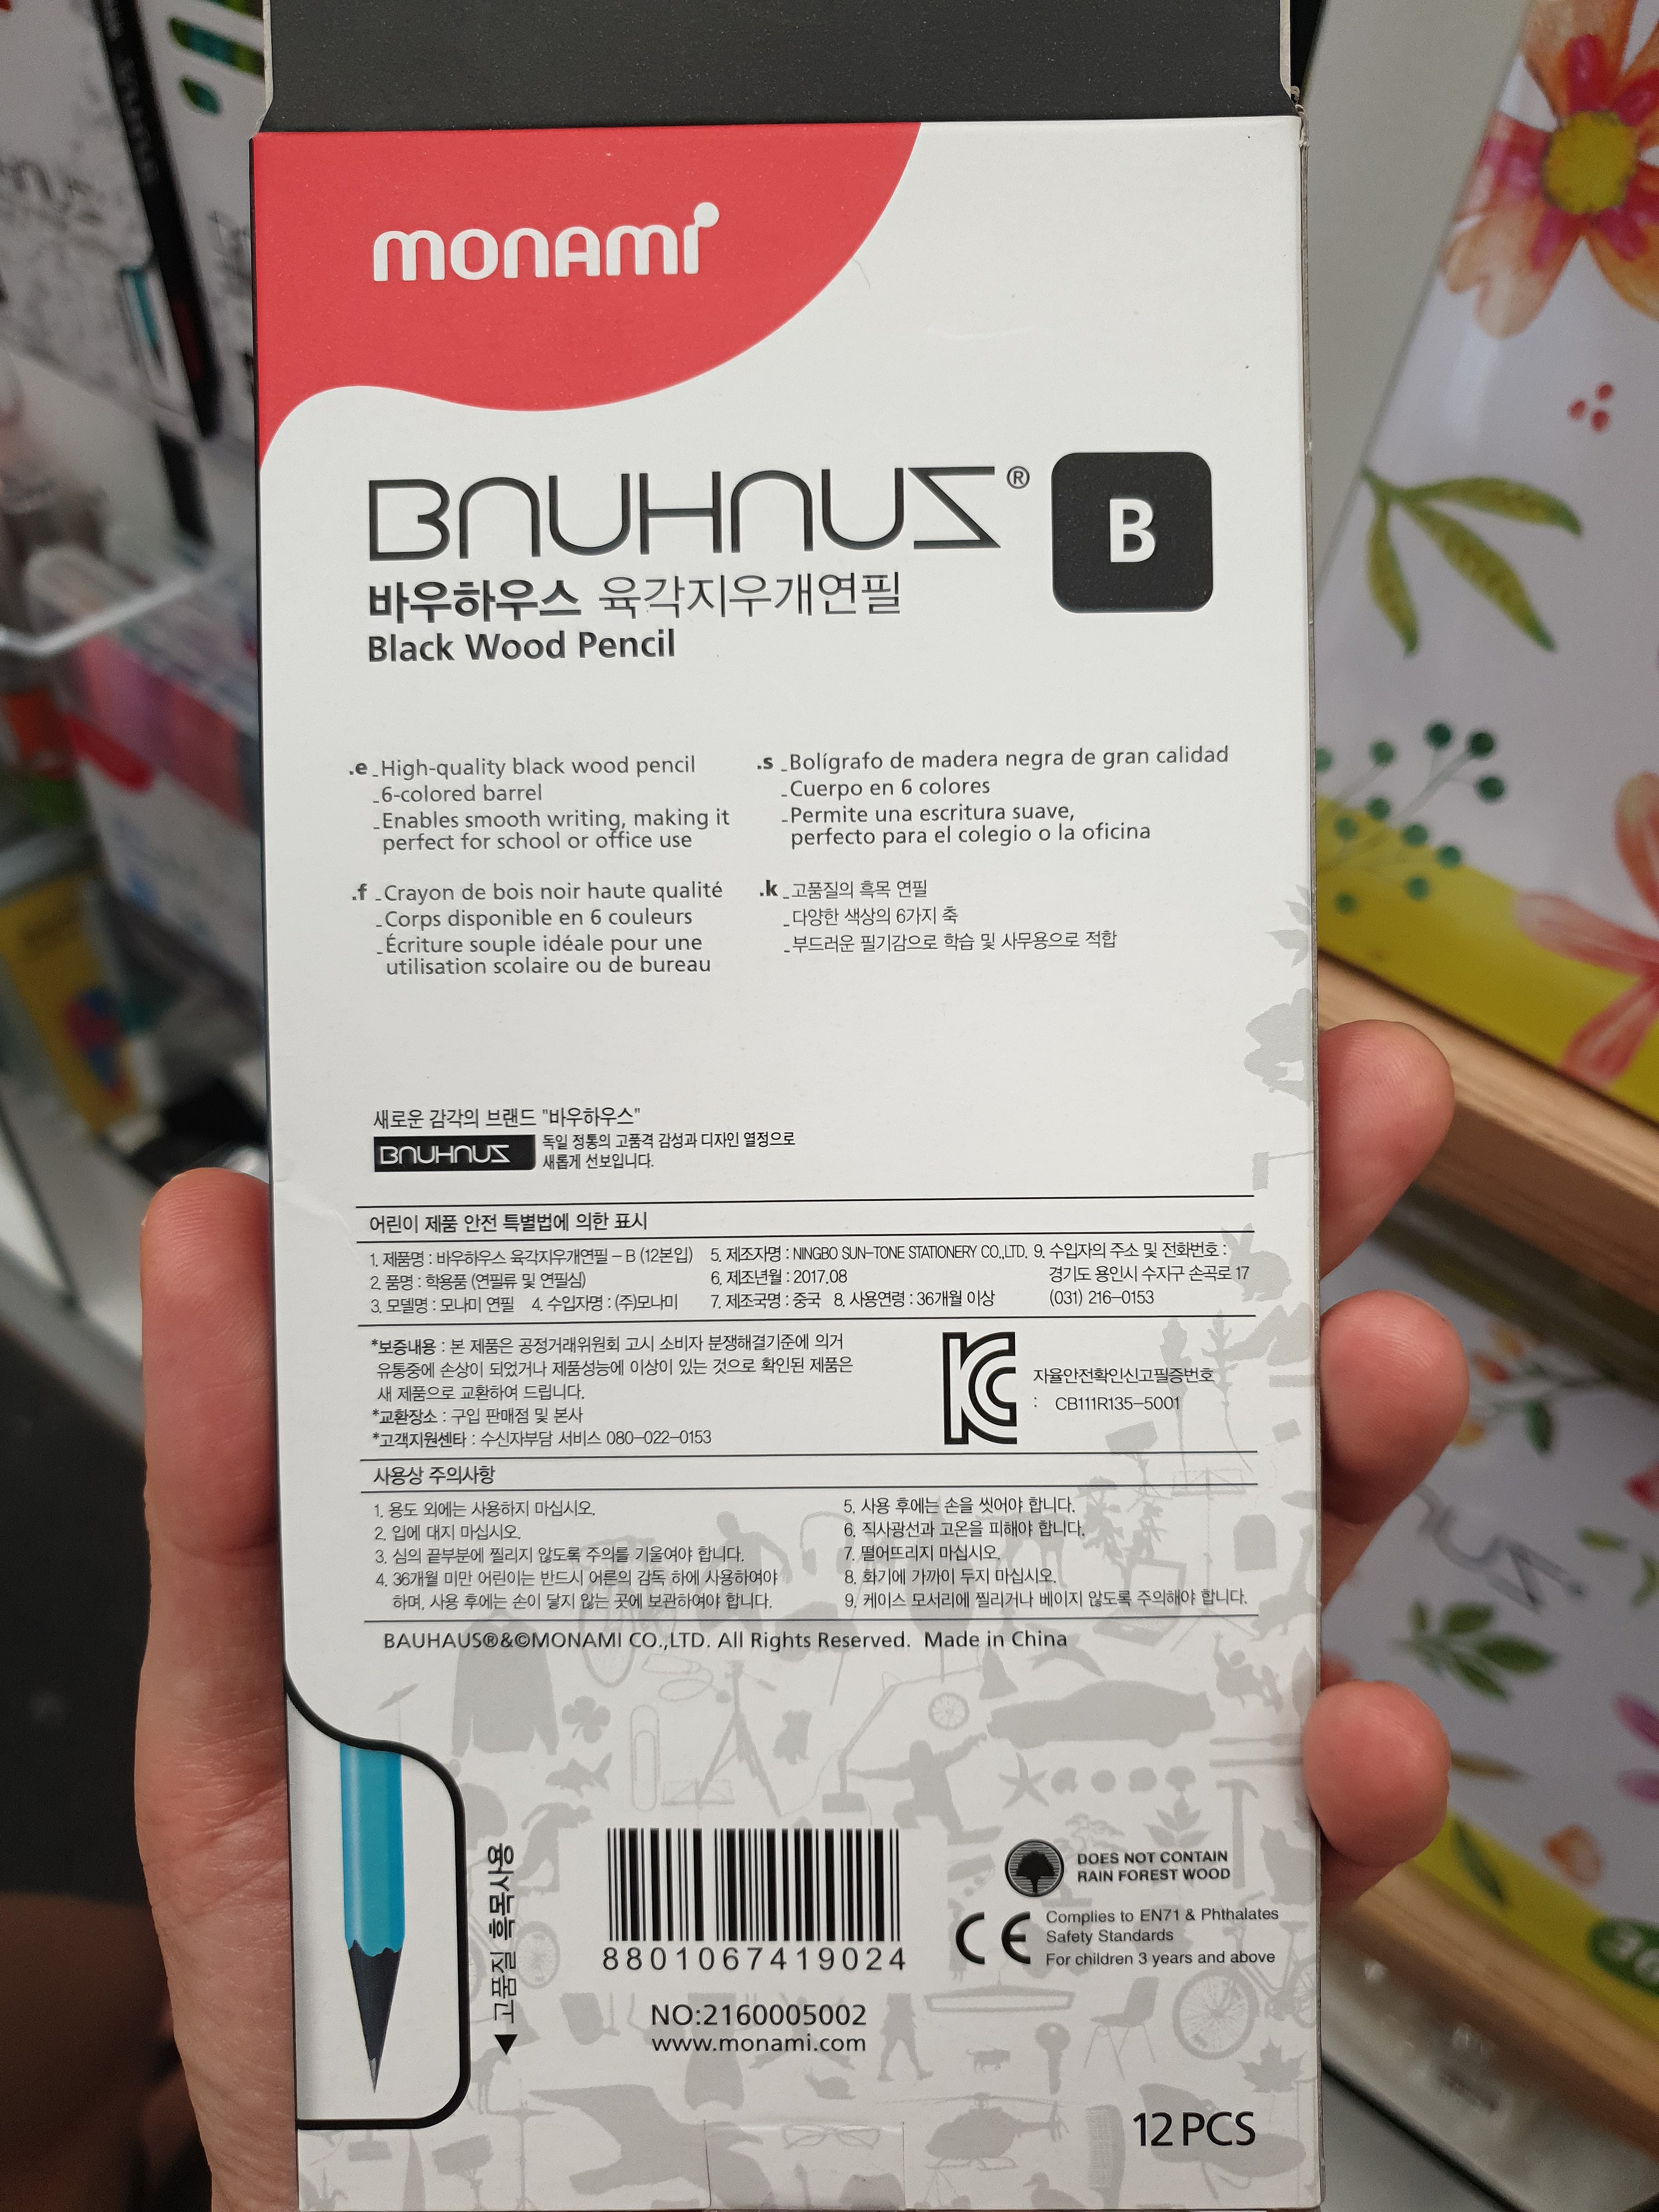 monami
BAUHAUS® B
바우하우스 육각지우개연필
Black Wood Pencil
.e _High-quality black wood pencil
_6-colored barrel
_Enables smooth writing, making it
perfect for school or office use
.s _Bolígrafo de madera negra de gran calidad
_Cuerpo en 6 colores
_Permite una escritura suave,
perfecto para el colegio o la oficina
.f _Crayon de bois noir haute qualité
_Corps disponible en 6 couleurs
_Écriture souple idéale pour une
utilisation scolaire ou de bureau
.k _고품질의 흑목 연필
_다양한 색상의 6가지 축
_부드러운 필기감으로 학습 및 사무용으로 적합
새로운 감각의 브랜드 "바우하우스"
BAUHAUS 독일 정통의 고품격 감성과 디자인 열정으로
새롭게 선보입니다.
어린이 제품 안전 특별법에 의한 표시
1. 제품명 : 바우하우스 육각지우개연필 – B (12본입)
2. 품명 : 학용품 (연필류 및 연필심)
3. 모델명 : 모나미 연필 4. 수입자명 : (주)모나미
5. 제조자명 : NINGBO SUN-TONE STATIONERY CO.,LTD.
6. 제조년월 : 2017.08
7. 제조국명 : 중국 8. 사용연령 : 36개월 이상
9. 수입자의 주소 및 전화번호 :
경기도 용인시 수지구 손곡로 17
(031) 216-0153
*보증내용 : 본 제품은 공정거래위원회 고시 소비자 분쟁해결기준에 의거
유통중에 손상이 되었거나 제품성능에 이상이 있는 것으로 확인된 제품은
새 제품으로 교환하여 드립니다.
*교환장소 : 구입 판매점 및 본사
*고객지원센타 : 수신자부담 서비스 080-022-0153
KC
자율안전확인신고필증번호
: CB111R135-5001
사용상 주의사항
1. 용도 외에는 사용하지 마십시오.
2. 입에 대지 마십시오.
3. 심의 끝부분에 찔리지 않도록 주의를 기울여야 합니다.
4. 36개월 미만 어린이는 반드시 어른의 감독 하에 사용하여야
하며, 사용 후에는 손이 닿지 않는 곳에 보관하여야 합니다.
5. 사용 후에는 손을 씻어야 합니다.
6. 직사광선과 고온을 피해야 합니다.
7. 떨어뜨리지 마십시오.
8. 화기에 가까이 두지 마십시오.
9. 케이스 모서리에 찔리거나 베이지 않도록 주의해야 합니다.
BAUHAUS®&©MONAMI CO.,LTD. All Rights Reserved. Made in China
◀ 고품질 흑목사용
8801067419024
NO:2160005002
www.monami.com
DOES NOT CONTAIN
RAIN FOREST WOOD
CE
Complies to EN71 & Phthalates
Safety Standards
For children 3 years and above
12 PCS